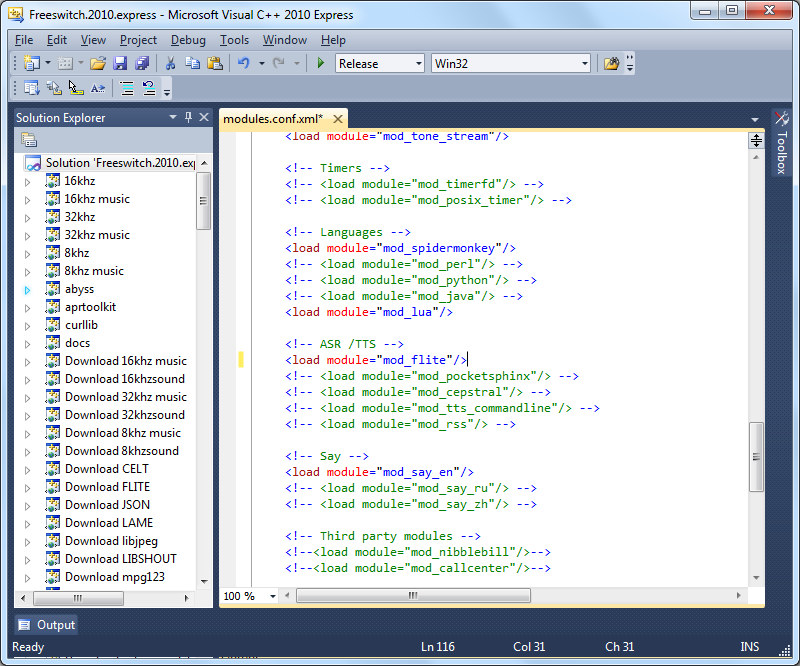 Freeswitch.2010.express - Microsoft Visual C++ 2010 Express
File Edit View Project Debug Tools Window Help
Release Win32
Solution Explorer
Solution 'Freeswitch.2010.exp
16khz
16khz music
32khz
32khz music
8khz
8khz music
abyss
aprtoolkit
curllib
docs
Download 16khz music
Download 16khzsound
Download 32khz music
Download 32khzsound
Download 8khz music
Download 8khzsound
Download CELT
Download FLITE
Download JSON
Download LAME
Download libjpeg
Download LIBSHOUT
Download mpg123
modules.conf.xml*
<load module="mod_tone_stream"/>
<!-- Timers -->
<!-- <load module="mod_timerfd"/> -->
<!-- <load module="mod_posix_timer"/> -->
<!-- Languages -->
<load module="mod_spidermonkey"/>
<!-- <load module="mod_perl"/> -->
<!-- <load module="mod_python"/> -->
<!-- <load module="mod_java"/> -->
<load module="mod_lua"/>
<!-- ASR /TTS -->
<load module="mod_flite"/>
<!-- <load module="mod_pocketsphinx"/> -->
<!-- <load module="mod_cepstral"/> -->
<!-- <load module="mod_tts_commandline"/> -->
<!-- <load module="mod_rss"/> -->
<!-- Say -->
<load module="mod_say_en"/>
<!-- <load module="mod_say_ru"/> -->
<!-- <load module="mod_say_zh"/> -->
<!-- Third party modules -->
<!--<load module="mod_nibblebill"/>-->
<!--<load module="mod_callcenter"/>-->
100 %
Toolbox
Output
Ready Ln 116 Col 31 Ch 31 INS